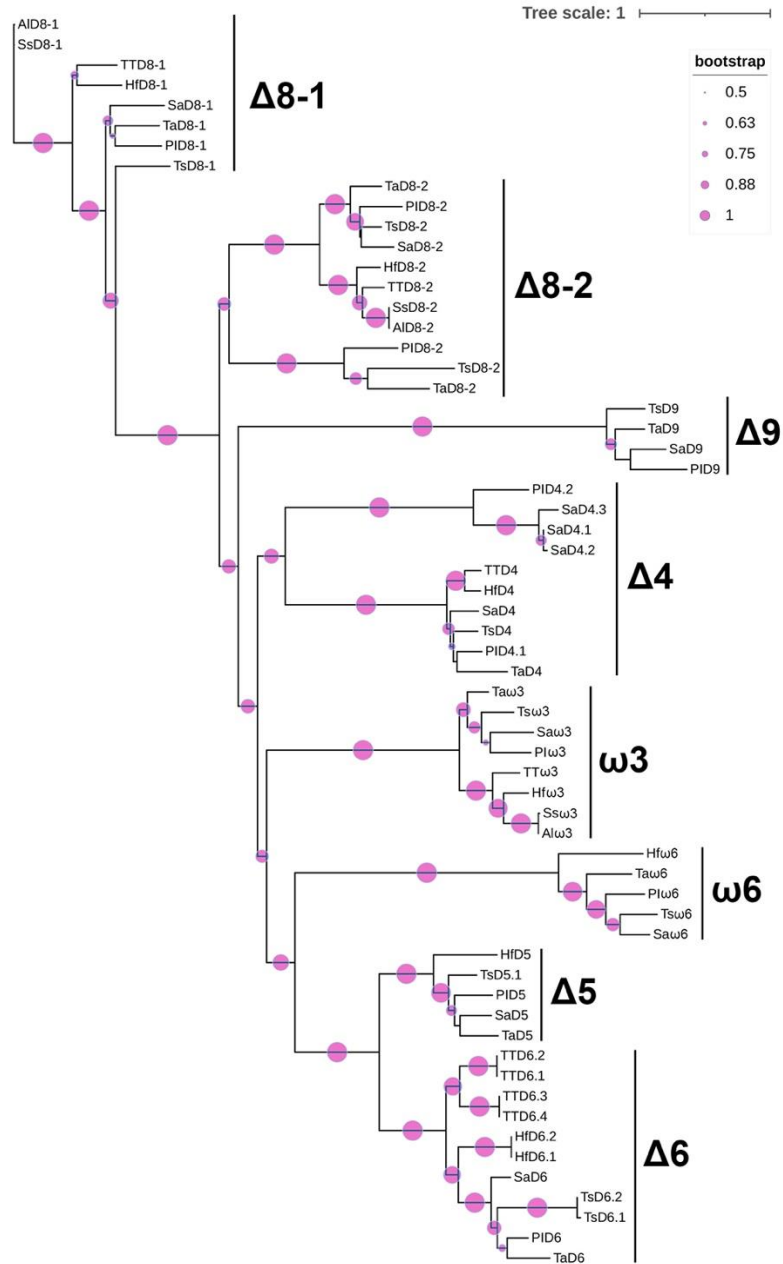 Tree scale: 1
bootstrap
0.5
0.63
0.75
0.88
1
AlD8-1
SsD8-1
TTD8-1
HfD8-1
SaD8-1
TaD8-1
PlD8-1
TsD8-1
Δ8-1
TaD8-2
PlD8-2
TsD8-2
SaD8-2
HfD8-2
TTD8-2
SsD8-2
AlD8-2
PlD8-2
TsD8-2
TaD8-2
Δ8-2
TsD9
TaD9
SaD9
PlD9
Δ9
PlD4.2
SaD4.3
SaD4.1
SaD4.2
TTD4
HfD4
SaD4
TsD4
PlD4.1
TaD4
Δ4
Taω3
Tsω3
Saω3
Plω3
TTω3
Hfω3
Ssω3
Alω3
ω3
Hfω6
Taω6
Plω6
Tsω6
Saω6
ω6
HfD5
TsD5.1
PlD5
SaD5
TaD5
Δ5
TTD6.2
TTD6.1
TTD6.3
TTD6.4
HfD6.2
HfD6.1
SaD6
TsD6.2
TsD6.1
PlD6
TaD6
Δ6